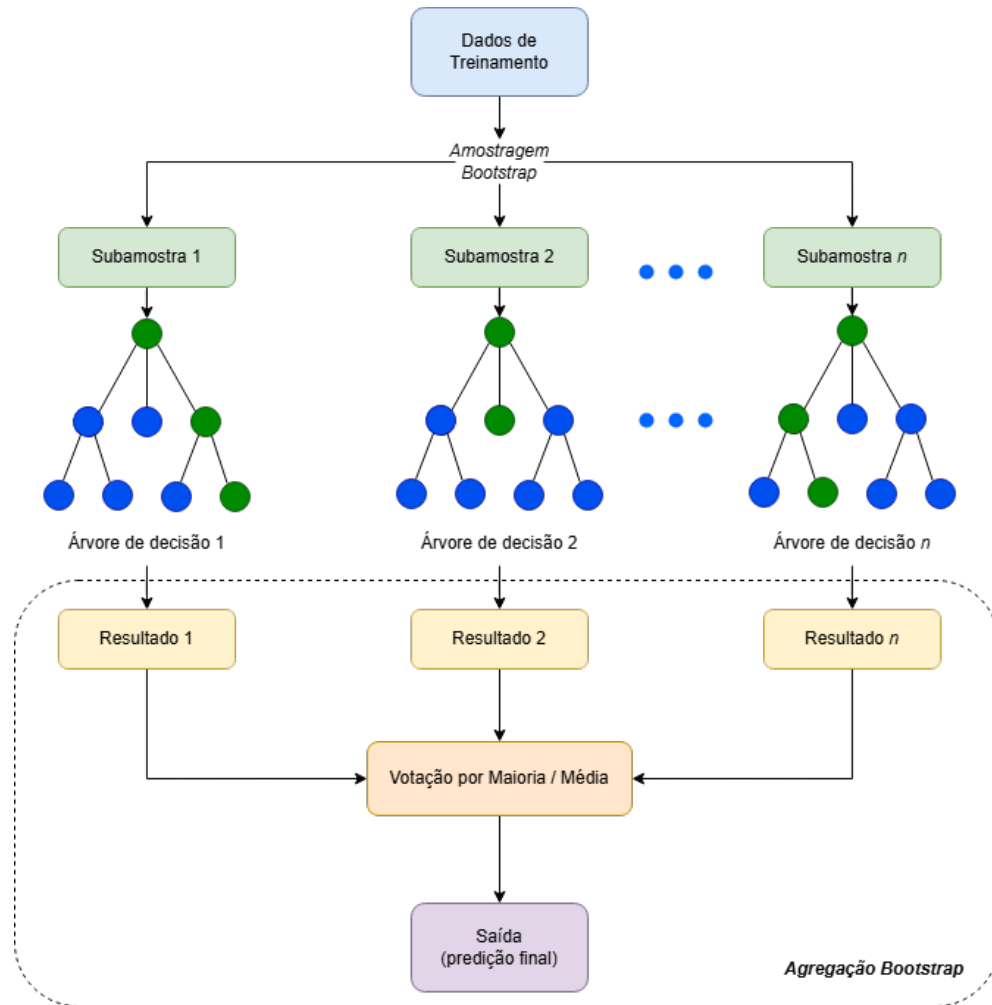 Dados de
Treinamento
Amostragem
Bootstrap
Subamostra 1
Subamostra 2
Subamostra n
Árvore de decisão 1
Árvore de decisão 2
Árvore de decisão n
Resultado 1
Resultado 2
Resultado n
Votação por Maioria / Média
Saída
(predição final)
Agregação Bootstrap